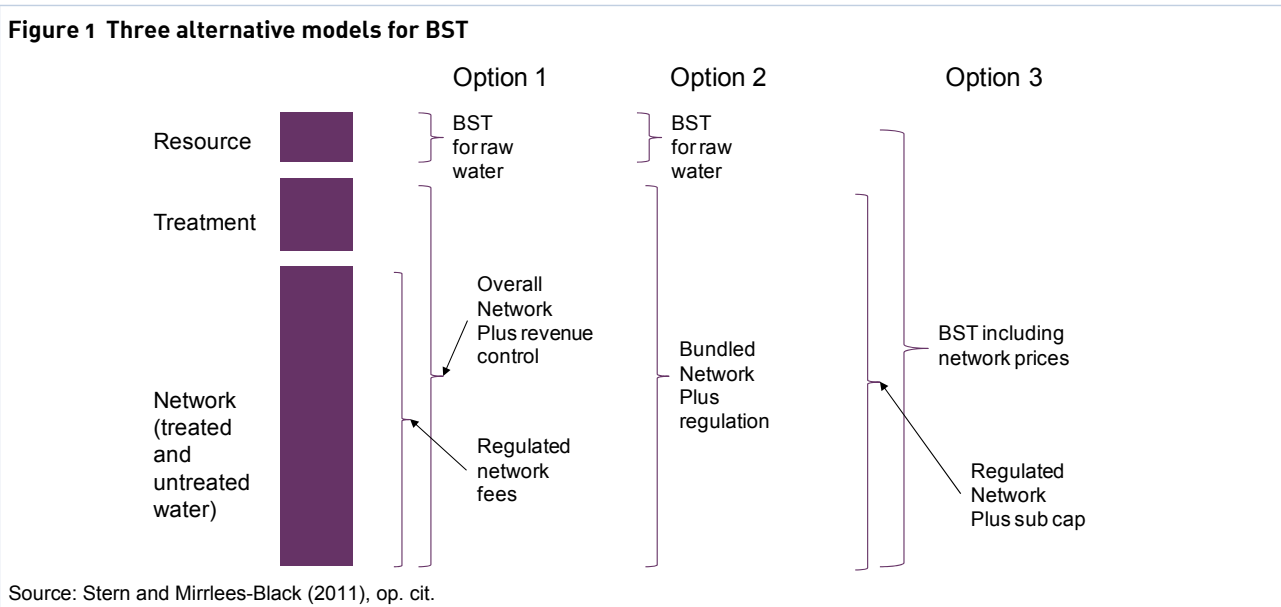 Figure 1 Three alternative models for BST
Option 1
Option 2
Option 3
Resource
BST
for raw
water
BST
for raw
water
Treatment
Overall
Network
Plus revenue
control
Bundled
Network
Plus
regulation
BST including
network prices
Network
(treated
and
untreated
water)
Regulated
network
fees
Regulated
Network
Plus sub cap
Source: Stern and Mirrlees-Black (2011), op. cit.